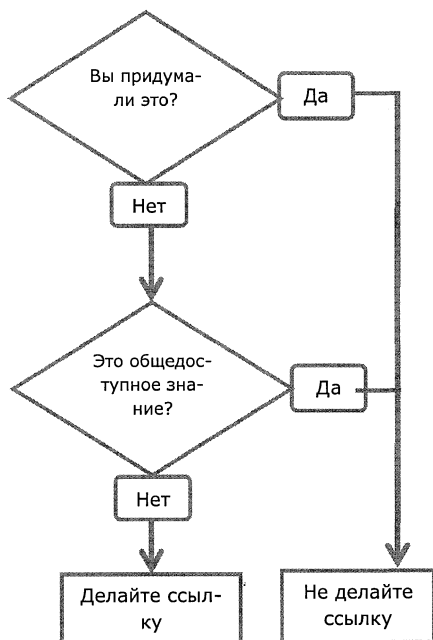 Вы придума-
ли это?
Да
Нет
Это общедос-
тупное зна-
ние?
Да
Нет
Делайте ссыл-
ку
Не делайте
ссылку